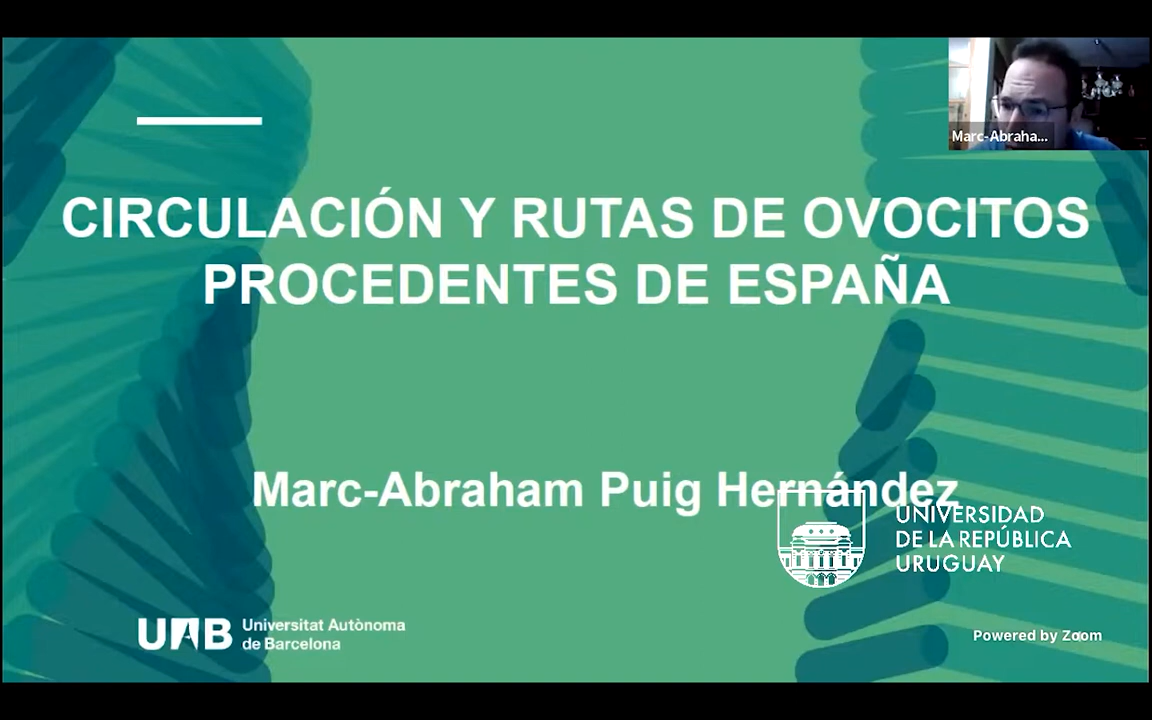 Marc-Abraha...
CIRCULACIÓN Y RUTAS DE OVOCITOS
PROCEDENTES DE ESPAÑA
Marc-Abraham Puig Hernández
UNIVERSIDAD
DE LA REPÚBLICA
URUGUAY
UAB Universitat Autònoma
de Barcelona
Powered by Zoom